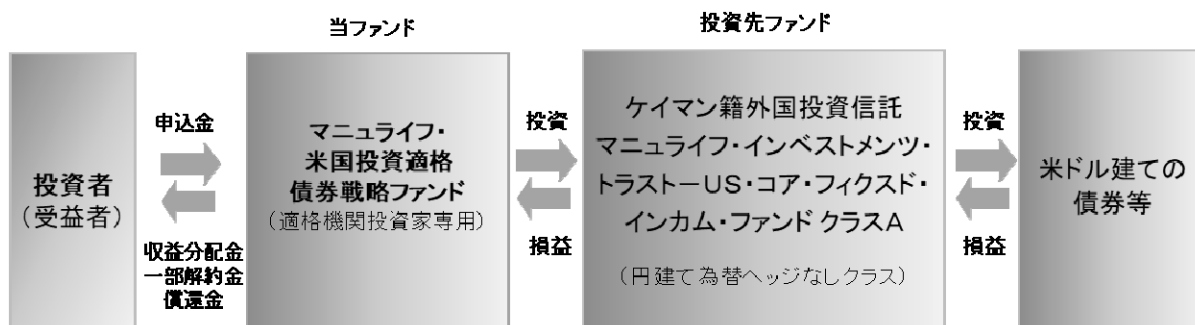 当ファンド
投資先ファンド
投資者
(受益者)
申込金
収益分配金
一部解約金
償還金
マニュライフ・
米国投資適格
債券戦略ファンド
(適格機関投資家専用)
投資
損益
ケイマン籍外国投資信託
マニュライフ・インベストメンツ・
トラストーUS・コア・フィクスド・
インカム・ファンド クラスA
(円建て為替ヘッジなしクラス)
投資
損益
米ドル建ての
債券等